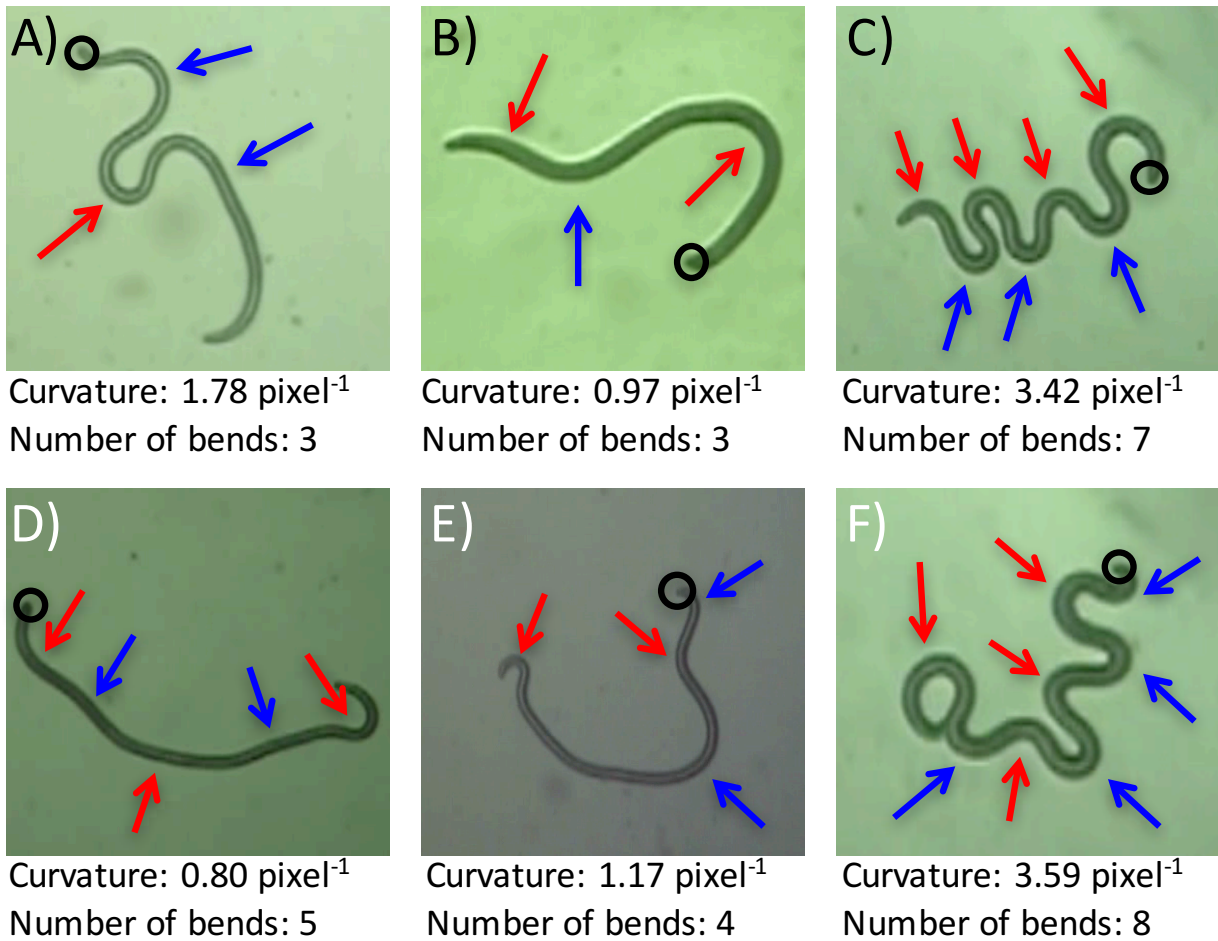 A)
B)
C)
Curvature: 1.78 pixel⁻¹
Number of bends: 3
Curvature: 0.97 pixel⁻¹
Number of bends: 3
Curvature: 3.42 pixel⁻¹
Number of bends: 7
D)
E)
F)
Curvature: 0.80 pixel⁻¹
Number of bends: 5
Curvature: 1.17 pixel⁻¹
Number of bends: 4
Curvature: 3.59 pixel⁻¹
Number of bends: 8